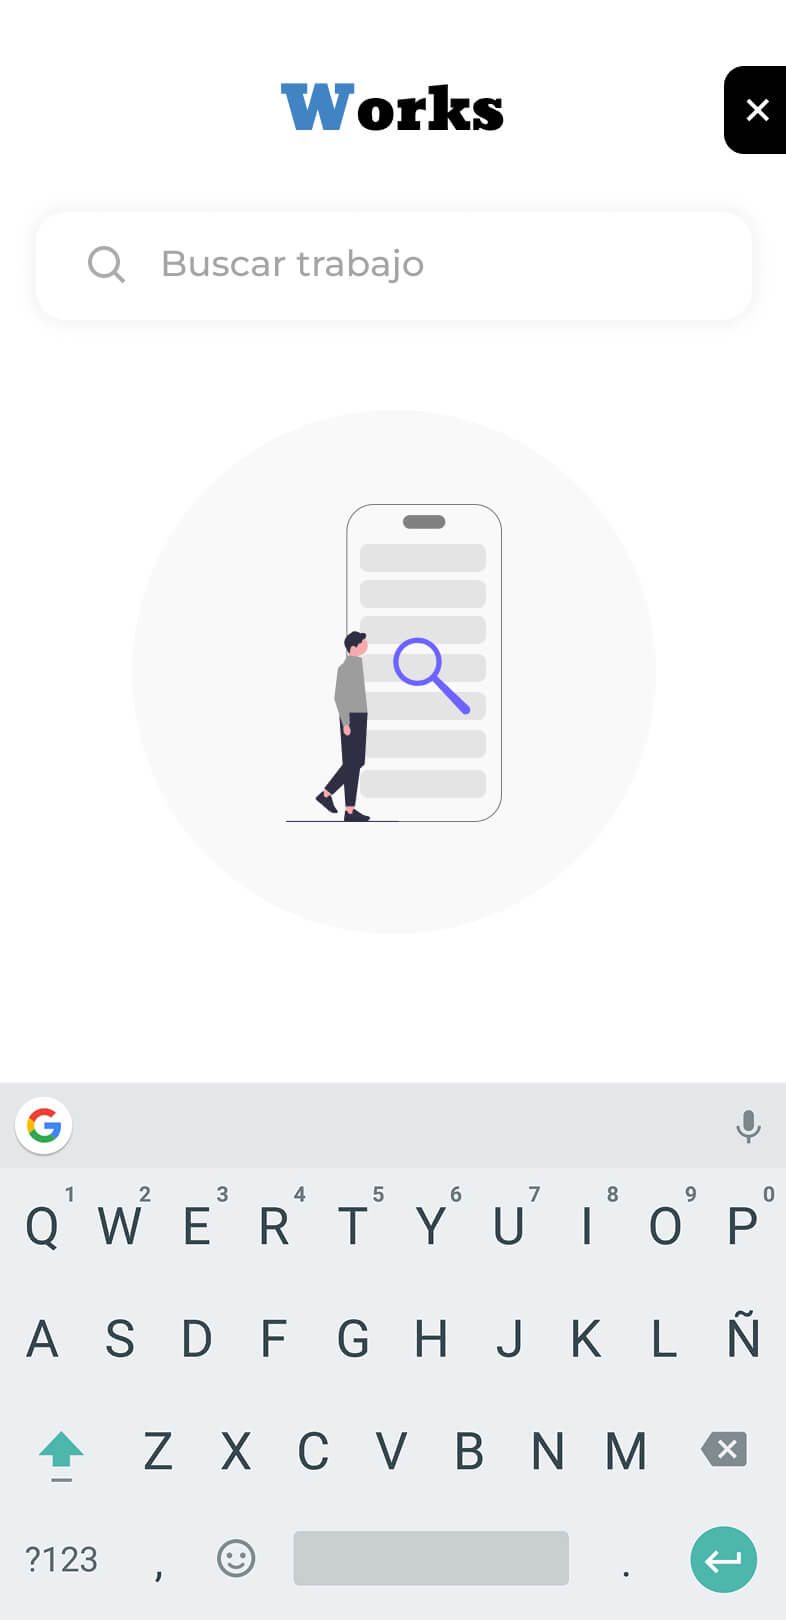 Works
Buscar trabajo
1 2 3 4 5 6 7 8 9 0
Q W E R T Y U I O P
A S D F G H J K L Ñ
Z X C V B N M
?123 , .